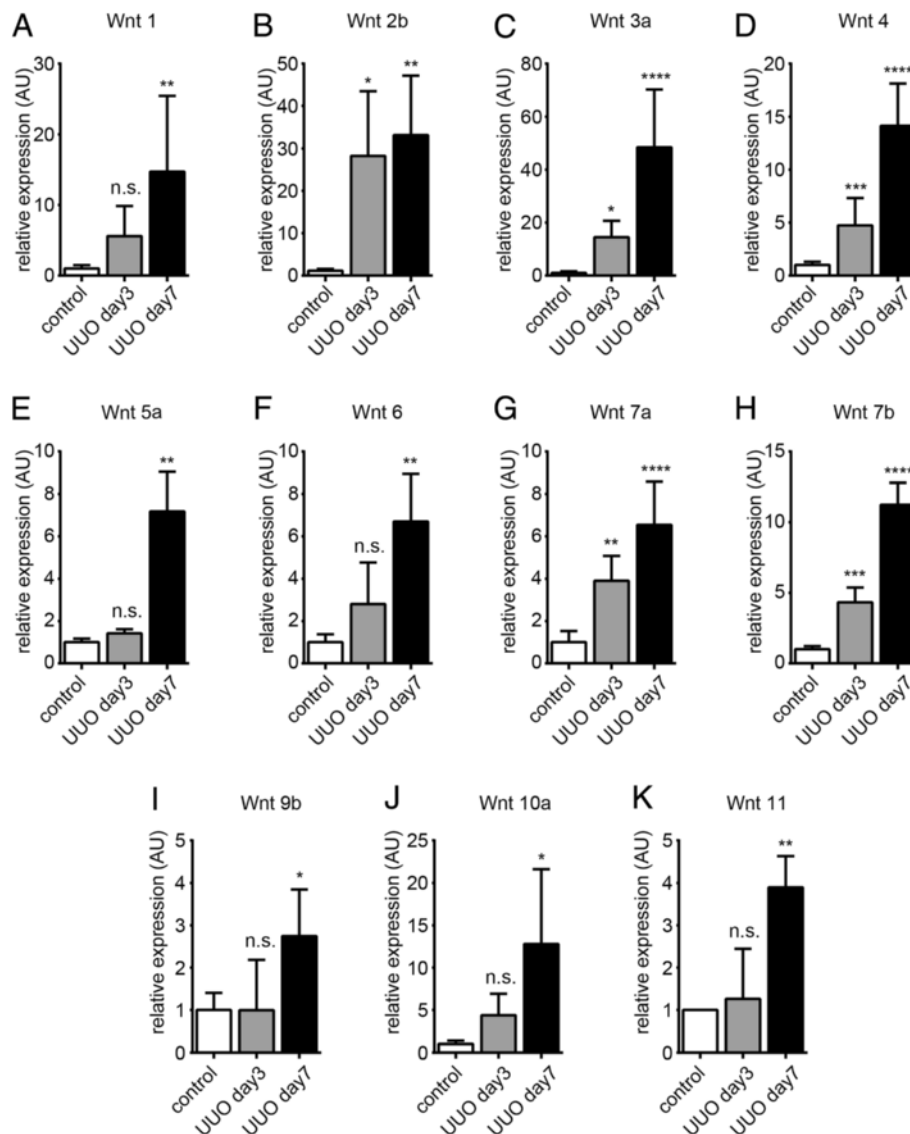 A Wnt 1
relative expression (AU)
30
20
10
0
n.s.
**
control
UUO day3
UUO day7
B Wnt 2b
relative expression (AU)
50
40
30
20
10
0
*
**
control
UUO day3
UUO day7
C Wnt 3a
relative expression (AU)
80
60
40
20
0
*
****
control
UUO day3
UUO day7
D Wnt 4
relative expression (AU)
20
15
10
5
0
***
****
control
UUO day3
UUO day7
E Wnt 5a
relative expression (AU)
10
8
6
4
2
0
n.s.
**
control
UUO day3
UUO day7
F Wnt 6
relative expression (AU)
10
8
6
4
2
0
n.s.
**
control
UUO day3
UUO day7
G Wnt 7a
relative expression (AU)
10
8
6
4
2
0
**
****
control
UUO day3
UUO day7
H Wnt 7b
relative expression (AU)
15
10
5
0
***
****
control
UUO day3
UUO day7
I Wnt 9b
relative expression (AU)
5
4
3
2
1
0
n.s.
*
control
UUO day3
UUO day7
J Wnt 10a
relative expression (AU)
25
20
15
10
5
0
n.s.
*
control
UUO day3
UUO day7
K Wnt 11
relative expression (AU)
5
4
3
2
1
0
n.s.
**
control
UUO day3
UUO day7